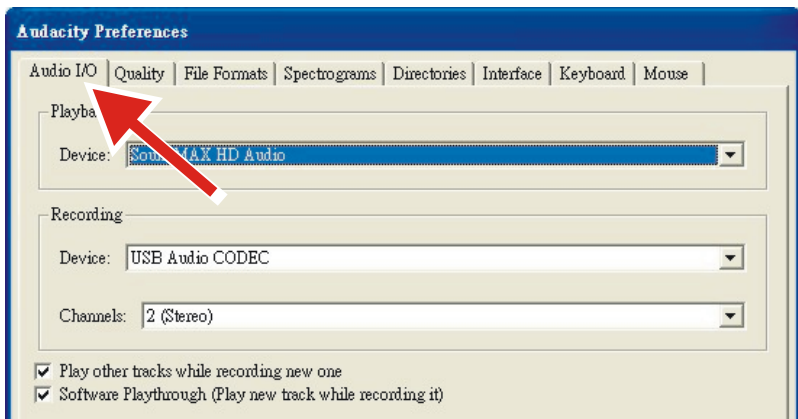 Audacity Preferences
Audio I/O Quality File Formats Spectrograms Directories Interface Keyboard Mouse
Device: MAX HD Audio
Recording
Device: USB Audio CODEC
Channels: 2 (Stereo)
Play other tracks while recording new one
Software Playthrough (Play new track while recording it)